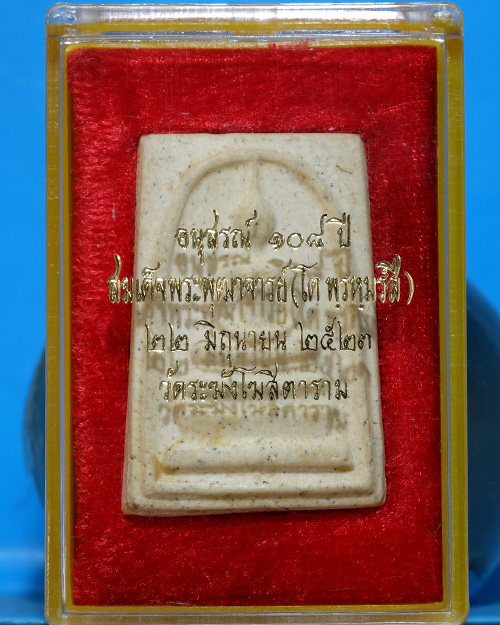 อนุสรณ์ ๑๐๘ ปี
สมเด็จพระพุฒาจารย์(โต พฺรหฺมรังสี)
๒๒ มิถุนายน ๒๕๒๓
วัดระฆังโฆสิตาราม